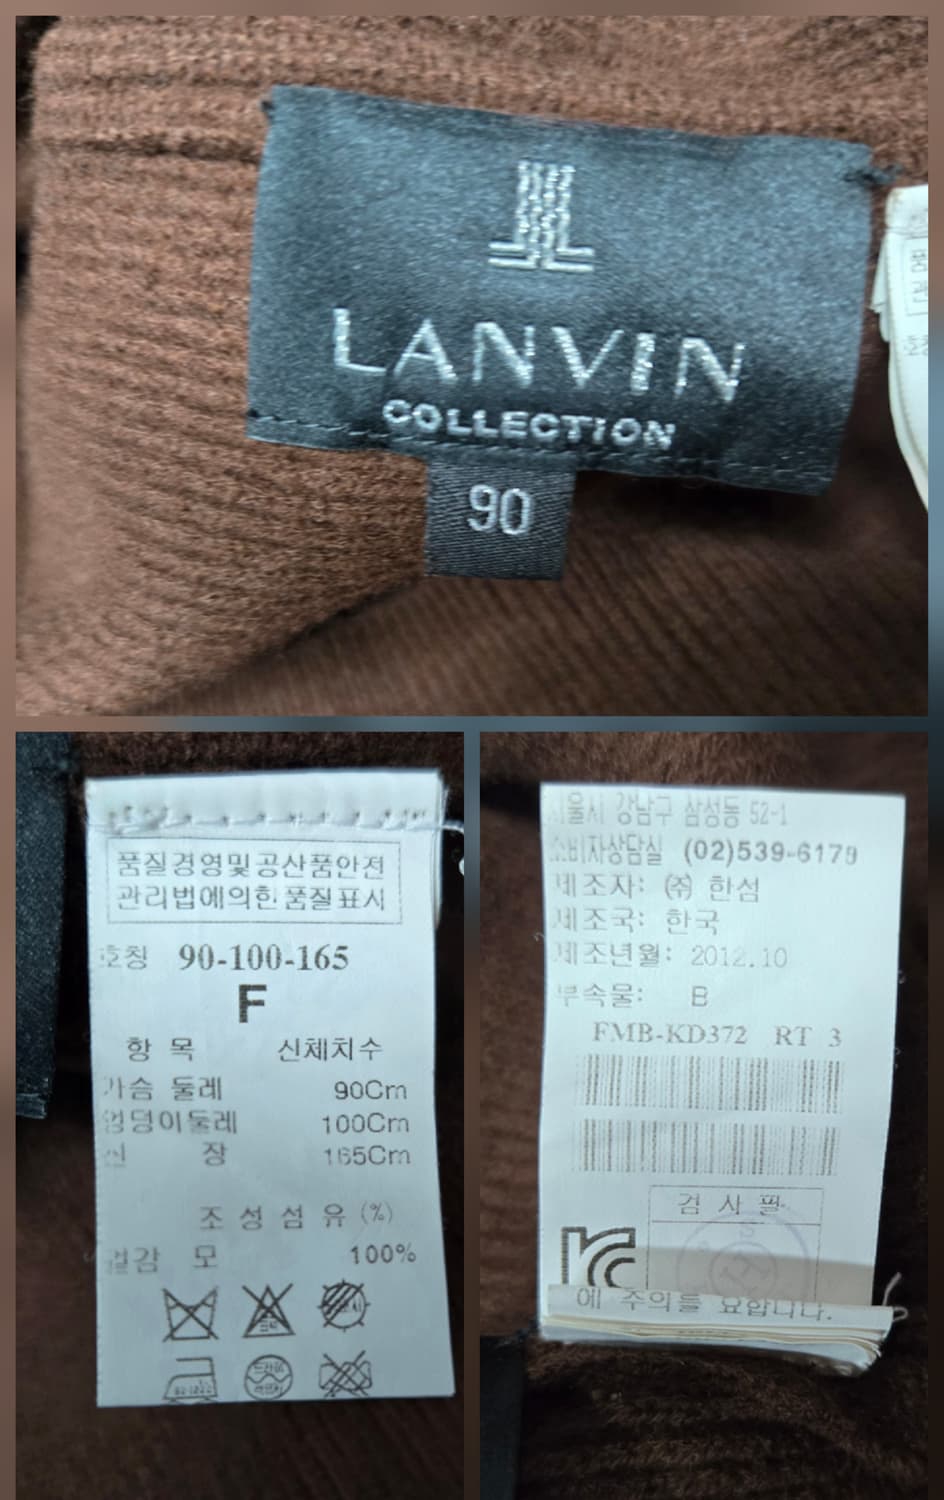 LANVIN
COLLECTION
90
품질경영및공산품안전
관리법에의한품질표시
호칭 90-100-165
F
항 목 신체치수
가슴 둘레 90Cm
엉덩이둘레 100Cm
신 장 165Cm
조성섬유(%)
겉감 모 100%
서울시 강남구 삼성동 52-1
소비자상담실 (02)539-6179
제조자: ㈜ 한섬
제조국: 한국
제조년월: 2012.10
부속물: B
FMB-KD372 RT 3
검사필
에 주의를 요합니다.